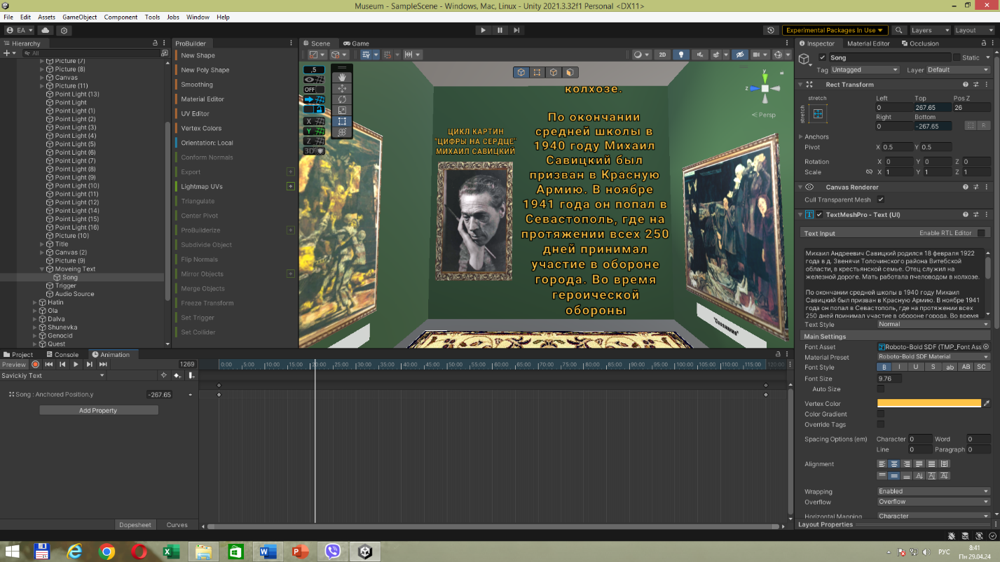 Museum - SampleScene - Windows, Mac, Linux - Unity 2021.3.32f1 Personal <DX11>
File Edit Assets GameObject Component Tools Jobs Window Help
EA
Experimental Packages In Use
Layers
Layout
Hierarchy
All
Picture (7)
Picture (8)
Canvas
Picture (11)
Point Light (13)
Point Light
Point Light (1)
Point Light (2)
Point Light (3)
Point Light (4)
Point Light (5)
Point Light (6)
Point Light (7)
Point Light (8)
Point Light (9)
Point Light (10)
Point Light (11)
Point Light (12)
Point Light (14)
Point Light (15)
Point Light (16)
Picture (10)
Title
Canvas (2)
Picture (9)
Moveing Text
Song
Trigger
Audio Source
Hatin
Ola
Dalva
Shunevka
Genocid
Quest
ProBuilder
New Shape
New Poly Shape
Smoothing
Material Editor
UV Editor
Vertex Colors
Orientation: Local
Conform Normals
Export
Lightmap UVs
Triangulate
Center Pivot
ProBuilderize
Subdivide Object
Flip Normals
Mirror Objects
Merge Objects
Freeze Transform
Set Trigger
Set Collider
Scene Game
2D
,5
OFF
X
Y
Z
3D
y
z
Persp
колхозе.
По окончании
средней школы в
1940 году Михаил
Савицкий был
призван в Красную
Армию. В ноябре
1941 года он попал в
Севастополь, где на
протяжении всех 250
дней принимал
участие в обороне
города. Во время
героической
обороны
ЦИКЛ КАРТИН
"ЦИФРЫ НА СЕРДЦЕ"
МИХАИЛ САВИЦКИЙ
Inspector Material Editor Occlusion
Song Static
Tag Untagged Layer Default
Rect Transform
stretch Left Top Pos Z
stretch 0 267.65 26
Right Bottom
0 -267.65 R
Anchors
Pivot X 0.5 Y 0.5
Rotation X 0 Y 0 Z 0
Scale X 1 Y 1 Z 1
Canvas Renderer
Cull Transparent Mesh
TextMeshPro - Text (UI)
Text Input Enable RTL Editor
Михаил Андреевич Савицкий родился 18 февраля 1922
года в д. Звенячи Толочинского района Витебской
области, в крестьянской семье. Отец служил на
железной дороге. Мать работала пчеловодом в колхозе.
По окончании средней школы в 1940 году Михаил
Савицкий был призван в Красную Армию. В ноябре 1941
года он попал в Севастополь, где на протяжении всех
250 дней принимал участие в обороне города. Во время
Text Style Normal
Main Settings
Font Asset Roboto-Bold SDF (TMP_Font Ass
Material Preset Roboto-Bold SDF Material
Font Style B I U S ab AB SC
Font Size 9.76
Auto Size
Vertex Color
Color Gradient
Override Tags
Spacing Options (em) Character 0 Word 0
Line 0 Paragraph 0
Alignment
Wrapping Enabled
Overflow Overflow
Horizontal Mapping Character
Layout Properties
Project Console Animation
Preview 1269
0:00 5:00 10:00 15:00 20:00 25:00 30:00 35:00 40:00 45:00 50:00 55:00 60:00 65:00 70:00 75:00 80:00 85:00 90:00 95:00 100:00 105:00 110:00 115:00 120:00
Savickiy Text
Song : Anchored Position.y -267.65
Add Property
Dopesheet Curves
РУС
8:41
Пн 29.04.24